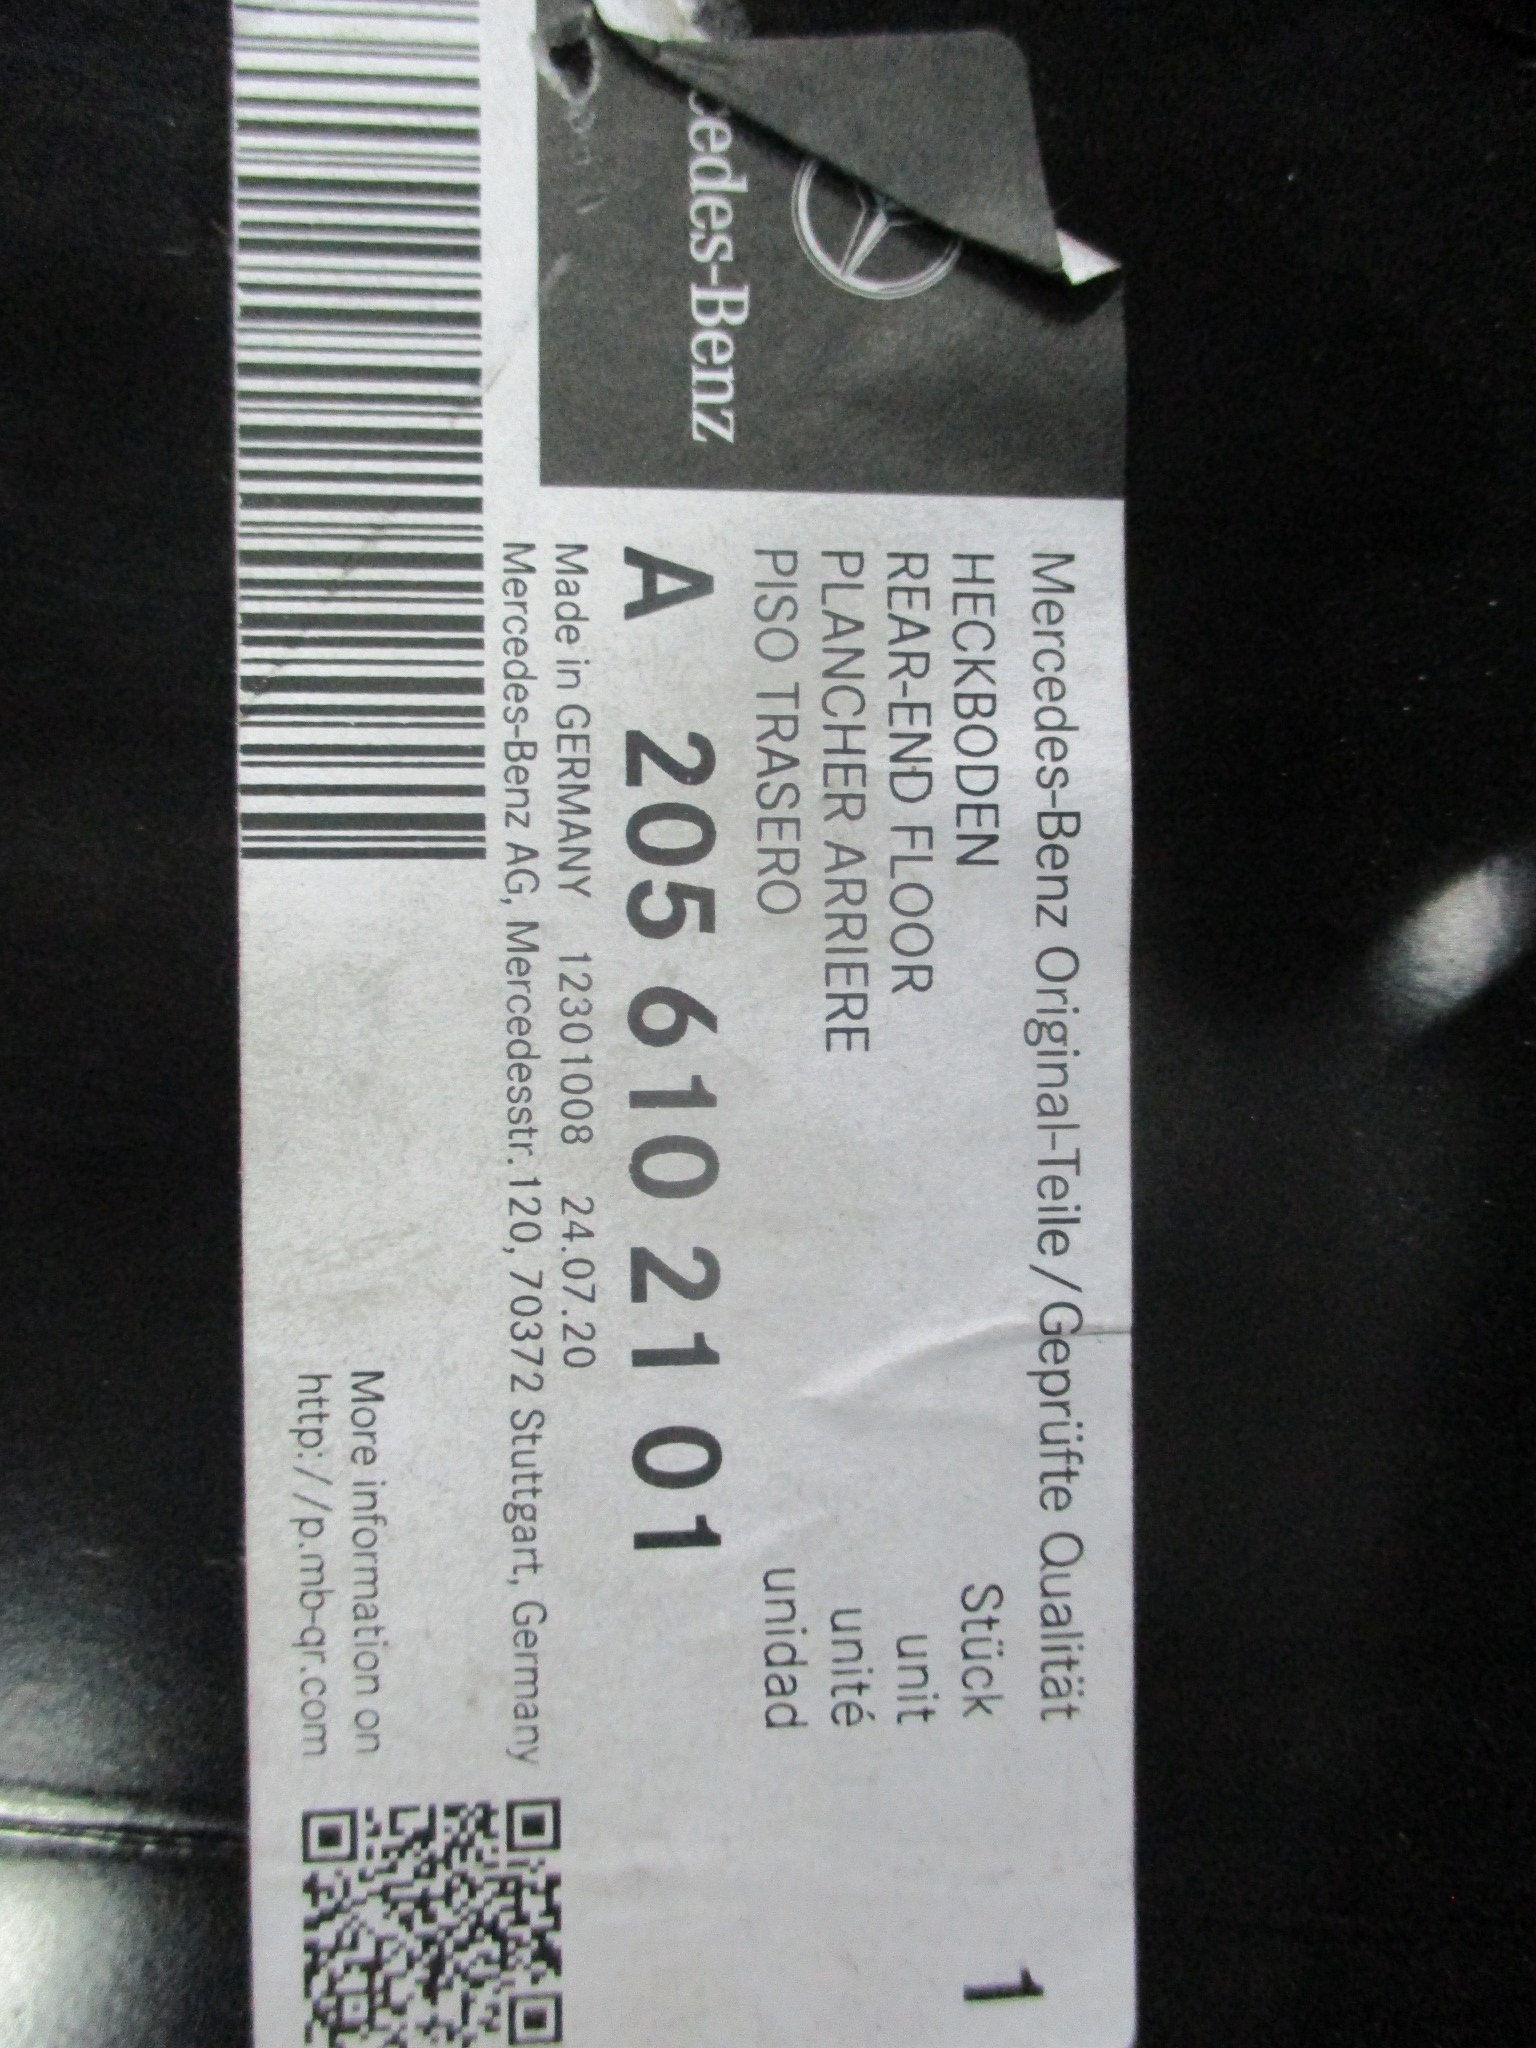 Mercedes-Benz
Mercedes-Benz Original-Teile/Geprüfte Qualität
HECKBODEN Stück 1
REAR-END FLOOR unit
PLANCHER ARRIERE unité
PISO TRASERO unidad
A 205 610 21 01
Made in GERMANY 12301008 24.07.20
Mercedes-Benz AG, Mercedesstr. 120, 70372 Stuttgart, Germany
More information on
http://p.mb-qr.com